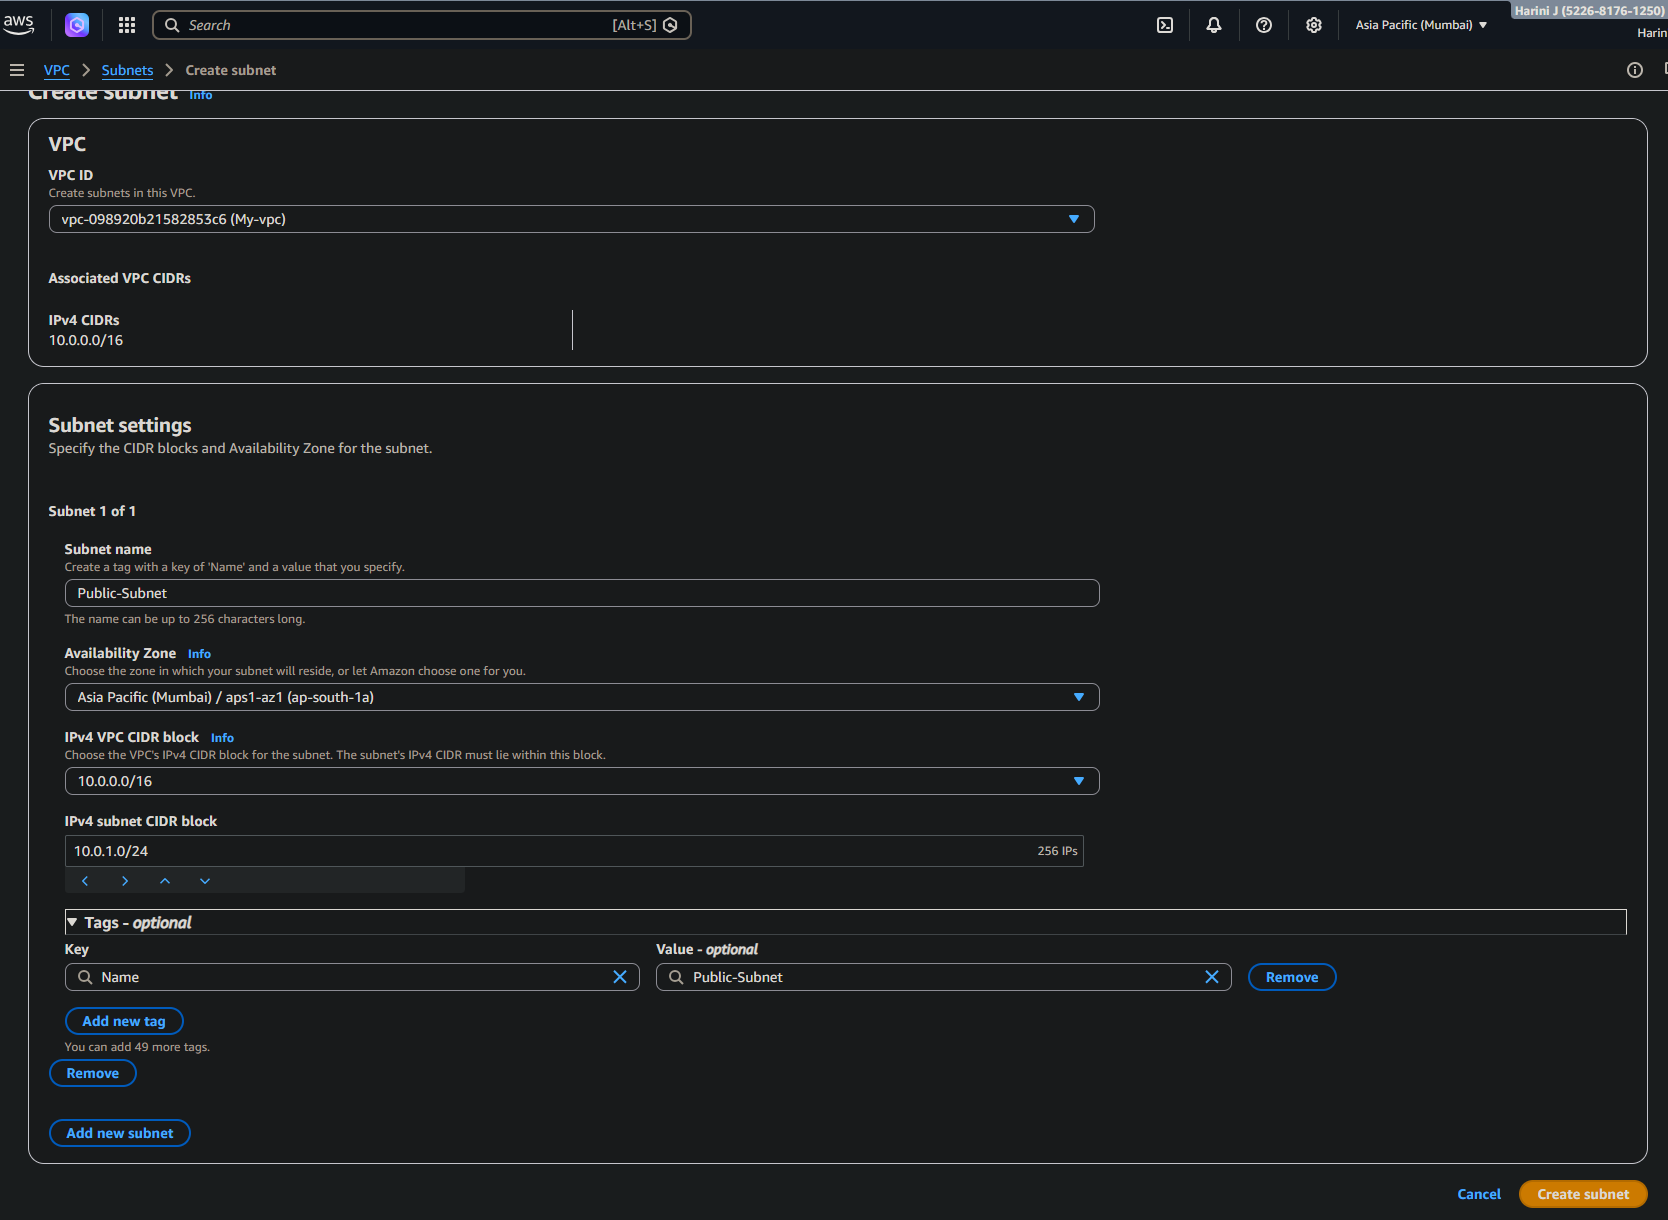 aws
Search [Alt+S]
Asia Pacific (Mumbai)
Harini J (5226-8176-1250)
Harin
VPC > Subnets > Create subnet
Create subnet Info
VPC
VPC ID
Create subnets in this VPC.
vpc-098920b21582853c6 (My-vpc)
Associated VPC CIDRs
IPv4 CIDRs
10.0.0.0/16
Subnet settings
Specify the CIDR blocks and Availability Zone for the subnet.
Subnet 1 of 1
Subnet name
Create a tag with a key of 'Name' and a value that you specify.
Public-Subnet
The name can be up to 256 characters long.
Availability Zone Info
Choose the zone in which your subnet will reside, or let Amazon choose one for you.
Asia Pacific (Mumbai) / aps1-az1 (ap-south-1a)
IPv4 VPC CIDR block Info
Choose the VPC's IPv4 CIDR block for the subnet. The subnet's IPv4 CIDR must lie within this block.
10.0.0.0/16
IPv4 subnet CIDR block
10.0.1.0/24 256 IPs
Tags - optional
Key Value - optional
Name Public-Subnet Remove
Add new tag
You can add 49 more tags.
Remove
Add new subnet
Cancel Create subnet